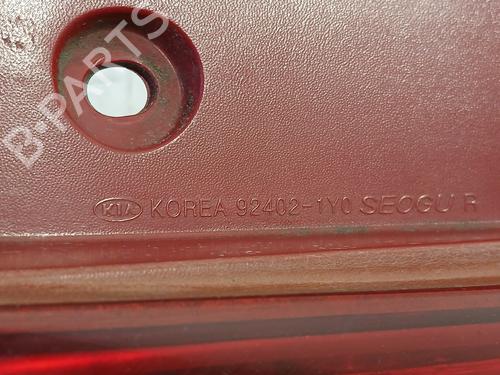 B-PARTS
KIA KOREA 92402-1Y0 SEOGU R